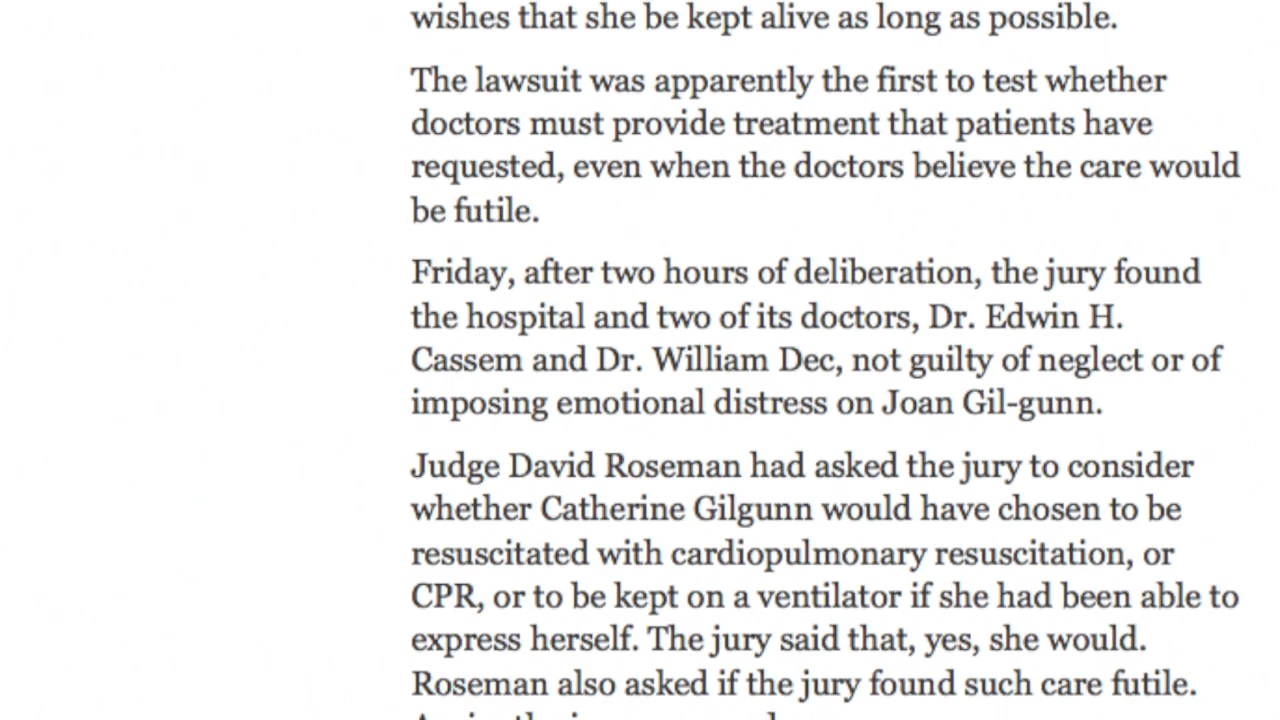 wishes that she be kept alive as long as possible.
The lawsuit was apparently the first to test whether
doctors must provide treatment that patients have
requested, even when the doctors believe the care would
be futile.
Friday, after two hours of deliberation, the jury found
the hospital and two of its doctors, Dr. Edwin H.
Cassem and Dr. William Dec, not guilty of neglect or of
imposing emotional distress on Joan Gil-gunn.
Judge David Roseman had asked the jury to consider
whether Catherine Gilgunn would have chosen to be
resuscitated with cardiopulmonary resuscitation, or
CPR, or to be kept on a ventilator if she had been able to
express herself. The jury said that, yes, she would.
Roseman also asked if the jury found such care futile.